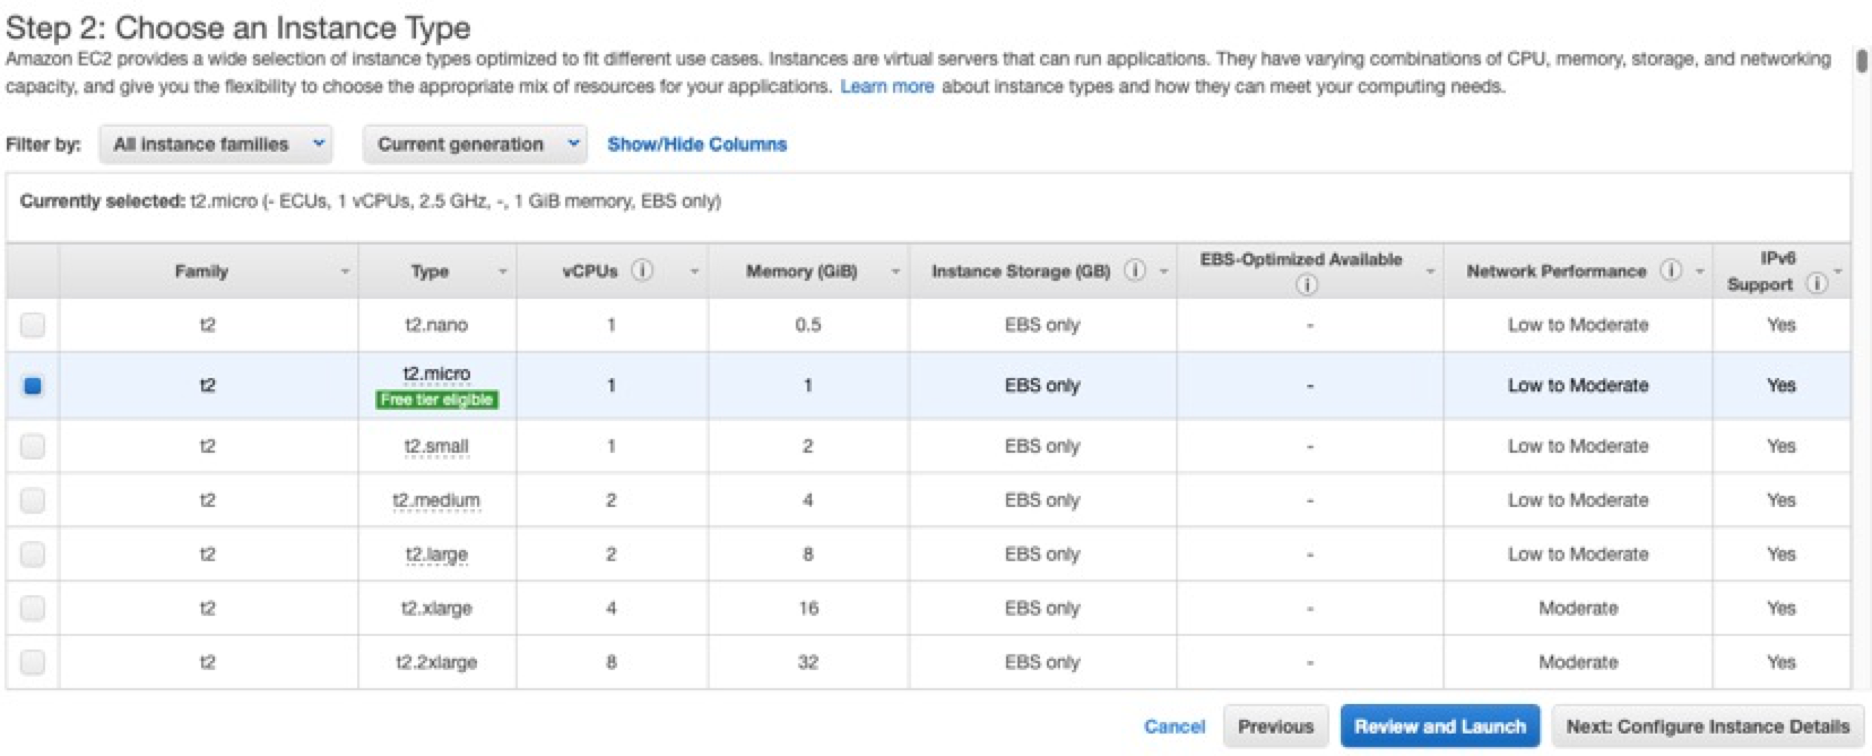 Step 2: Choose an Instance Type
Amazon EC2 provides a wide selection of instance types optimized to fit different use cases. Instances are virtual servers that can run applications. They have varying combinations of CPU, memory, storage, and networking
capacity, and give you the flexibility to choose the appropriate mix of resources for your applications. Learn more about instance types and how they can meet your computing needs.
Filter by: All instance families Current generation Show/Hide Columns
Currently selected: t2.micro (- ECUs, 1 vCPUs, 2.5 GHz, -, 1 GiB memory, EBS only)
Family Type vCPUs i Memory (GiB) Instance Storage (GB) i EBS-Optimized Available i Network Performance i IPv6 Support i
t2 t2.nano 1 0.5 EBS only - Low to Moderate Yes
t2 t2.micro Free tier eligible 1 1 EBS only - Low to Moderate Yes
t2 t2.small 1 2 EBS only - Low to Moderate Yes
t2 t2.medium 2 4 EBS only - Low to Moderate Yes
t2 t2.large 2 8 EBS only - Low to Moderate Yes
t2 t2.xlarge 4 16 EBS only - Moderate Yes
t2 t2.2xlarge 8 32 EBS only - Moderate Yes
Cancel Previous Review and Launch Next: Configure Instance Details